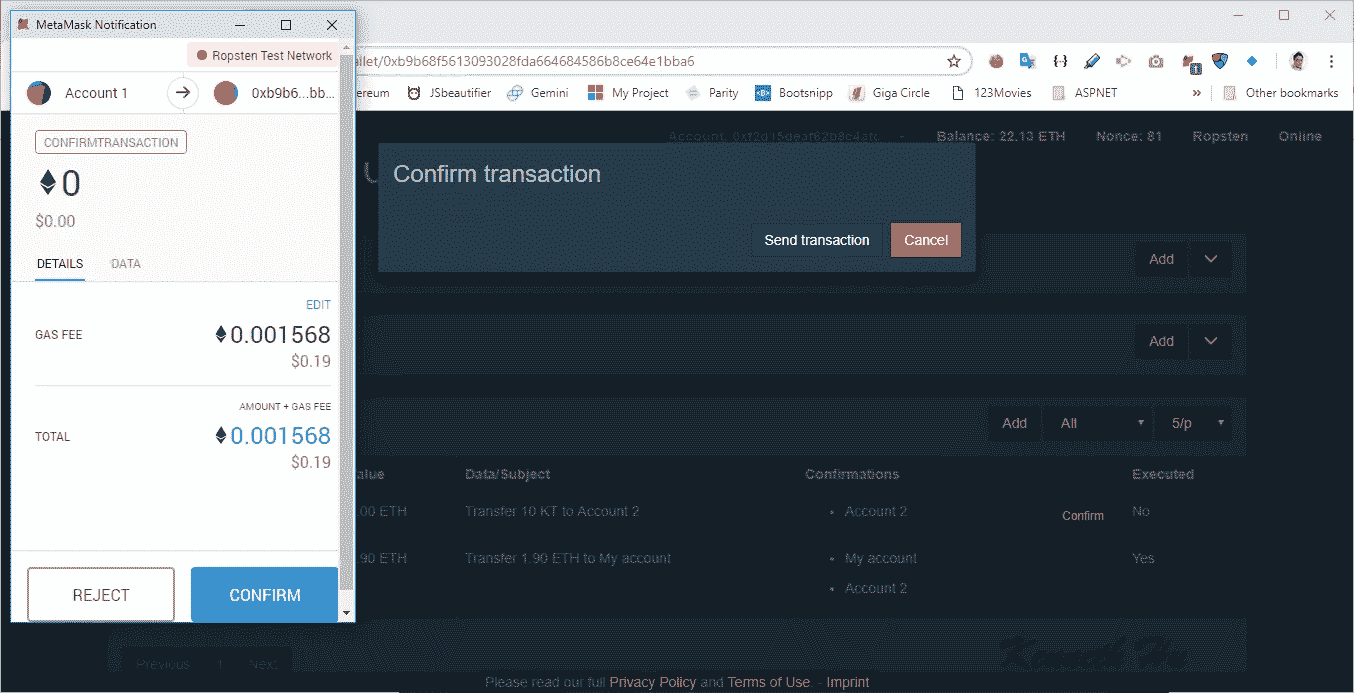 MetaMask Notification
Ropsten Test Network
Account 1
0xb9b6...bb...
CONFIRMTRANSACTION
0
$0.00
DETAILS
DATA
EDIT
GAS FEE
0.001568
$0.19
AMOUNT + GAS FEE
TOTAL
0.001568
$0.19
REJECT
CONFIRM
allet/0xb9b68f5613093028fda664684586b8ce64e1bba6
1
ereum
JSbeautifier
Gemini
My Project
Parity
Bootsnipp
Giga Circle
123Movies
ASPNET
»
Other bookmarks
Balance: 22.13 ETH
Nonce: 81
Ropsten
Online
Confirm transaction
Send transaction
Cancel
Add
Add
Add
All
5/p
alue
Data/Subject
Confirmations
Executed
.00 ETH
Transfer 10 KT to Account 2
Account 2
Confirm
No
.90 ETH
Transfer 1.90 ETH to My account
My account
Yes
Account 2
Previous
1
Next
Please read our full Privacy Policy and Terms of Use. - Imprint